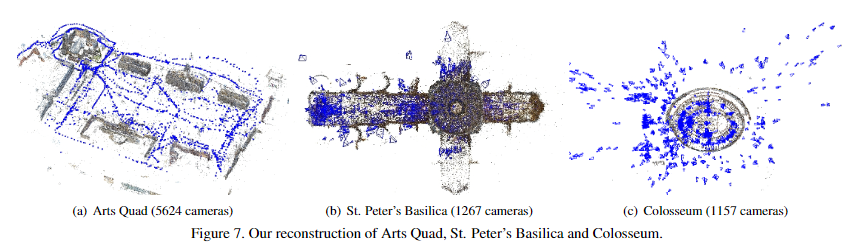 (a) Arts Quad (5624 cameras) (b) St. Peter's Basilica (1267 cameras) (c) Colosseum (1157 cameras)
Figure 7. Our reconstruction of Arts Quad, St. Peter's Basilica and Colosseum.